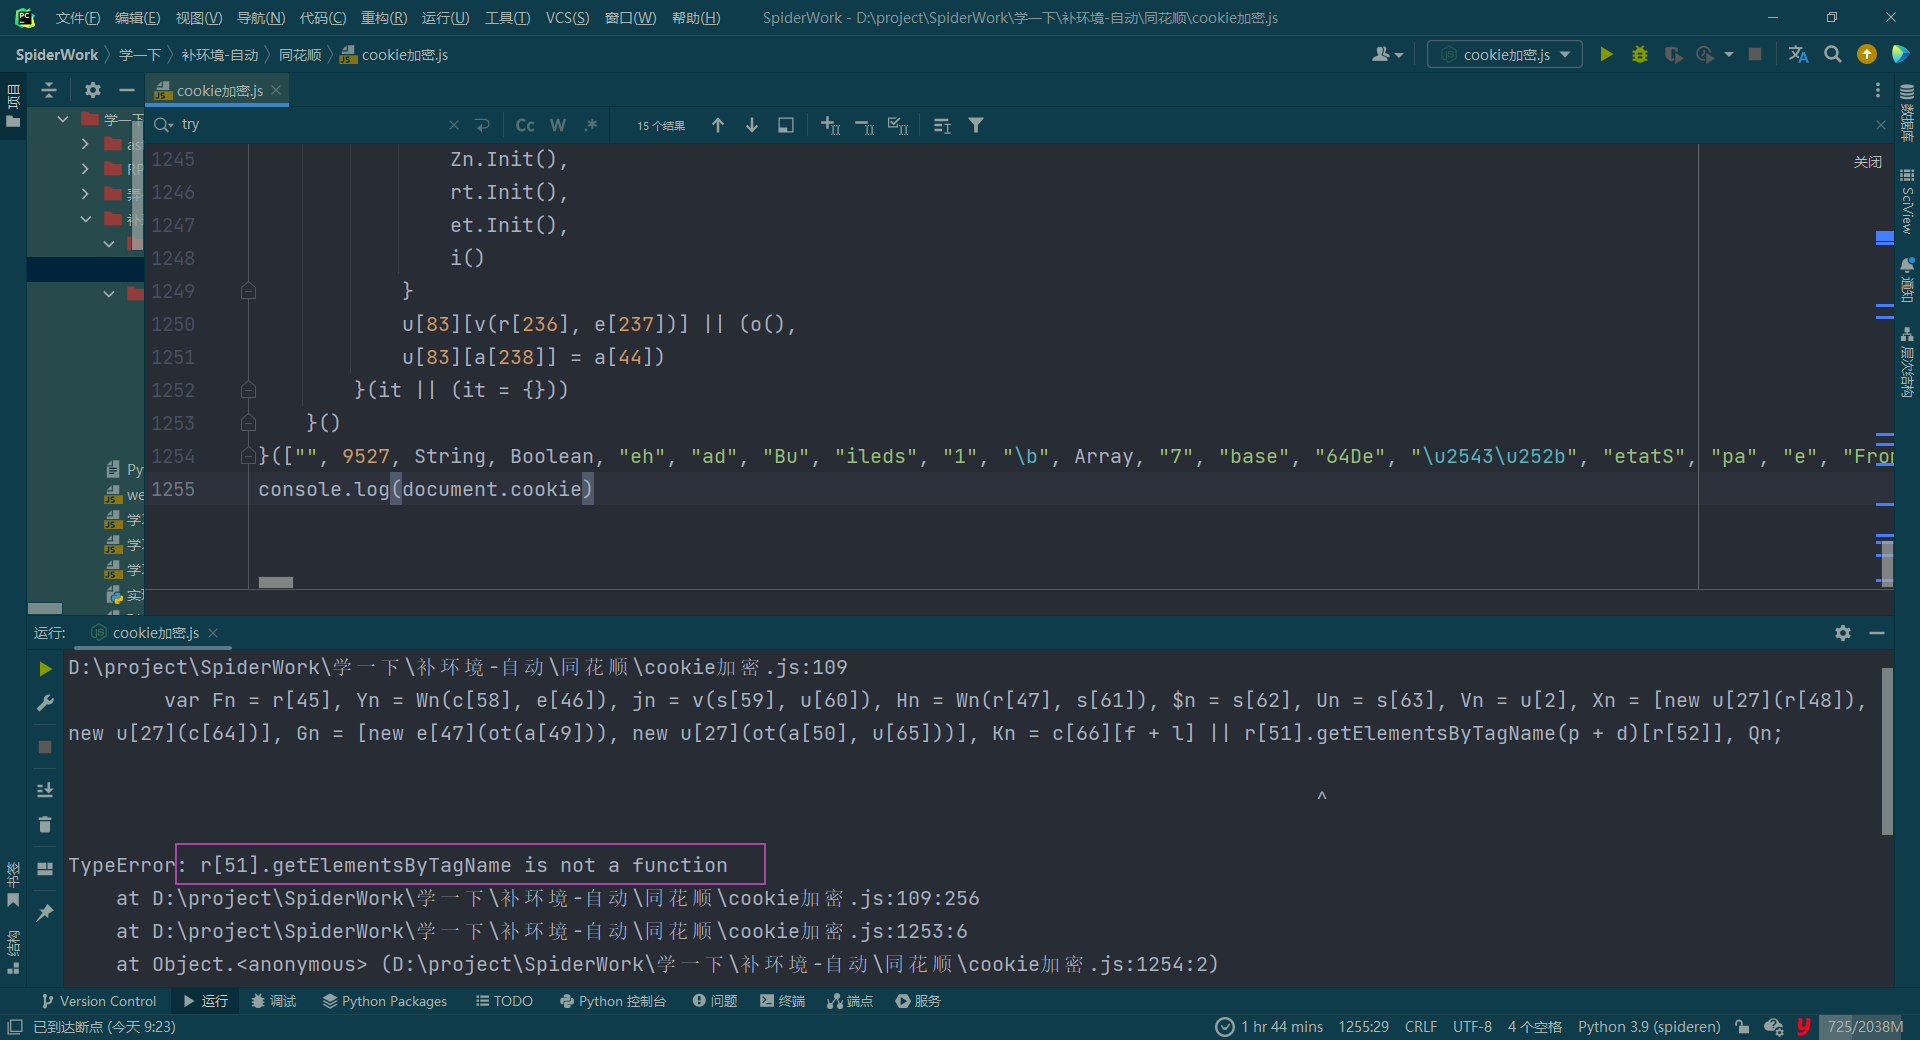 文件(F) 编辑(E) 视图(V) 导航(N) 代码(C) 重构(R) 运行(U) 工具(T) VCS(S) 窗口(W) 帮助(H) SpiderWork - D:\project\SpiderWork\学一下\补环境-自动\同花顺\cookie加密.js
SpiderWork 学一下 补环境-自动 同花顺 cookie加密.js
cookie加密.js
项目
cookie加密.js
学一下
try
Cc W .*
15 个结果
关闭
as
RP
弄
补
1245 Zn.Init(),
1246 rt.Init(),
1247 et.Init(),
1248 i()
1249 }
1250 u[83][v(r[236], e[237])] || (o(),
1251 u[83][a[238]] = a[44])
1252 }(it || (it = {}))
1253 }()
1254 }(["", 9527, String, Boolean, "eh", "ad", "Bu", "ileds", "1", "\b", Array, "7", "base", "64De", "\u2543\u252b", "etatS", "pa", "e", "Fro
1255 console.log(document.cookie)
Py
we
学
学
学
实
数据库
SciView
通知
层次结构
运行: cookie加密.js
D:\project\SpiderWork\学一下\补环境-自动\同花顺\cookie加密.js:109
var Fn = r[45], Yn = Wn(c[58], e[46]), jn = v(s[59], u[60]), Hn = Wn(r[47], s[61]), $n = s[62], Un = s[63], Vn = u[2], Xn = [new u[27](r[48]),
new u[27](c[64])], Gn = [new e[47](ot(a[49])), new u[27](ot(a[50], u[65]))], Kn = c[66][f + l] || r[51].getElementsByTagName(p + d)[r[52]], Qn;
^
TypeError: r[51].getElementsByTagName is not a function
at D:\project\SpiderWork\学一下\补环境-自动\同花顺\cookie加密.js:109:256
at D:\project\SpiderWork\学一下\补环境-自动\同花顺\cookie加密.js:1253:6
at Object.<anonymous> (D:\project\SpiderWork\学一下\补环境-自动\同花顺\cookie加密.js:1254:2)
书签
结构
Version Control 运行 调试 Python Packages TODO Python 控制台 问题 终端 端点 服务
已到达断点 (今天 9:23) 1 hr 44 mins 1255:29 CRLF UTF-8 4 个空格 Python 3.9 (spideren) 725/2038M